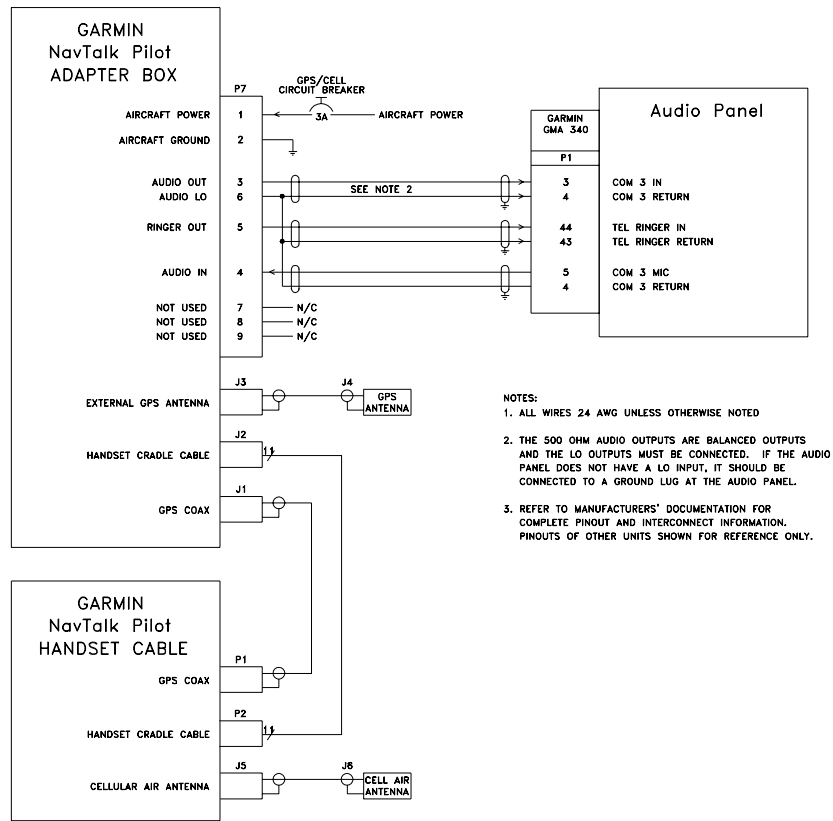 GARMIN
NavTalk Pilot
ADAPTER BOX
P7
AIRCRAFT POWER 1
GPS/CELL
CIRCUIT BREAKER
3A
AIRCRAFT POWER
AIRCRAFT GROUND 2
AUDIO OUT 3
AUDIO LO 6
SEE NOTE 2
RINGER OUT 5
AUDIO IN 4
NOT USED 7 N/C
NOT USED 8 N/C
NOT USED 9 N/C
GARMIN
GMA 340
P1
Audio Panel
3 COM 3 IN
4 COM 3 RETURN
44 TEL RINGER IN
43 TEL RINGER RETURN
5 COM 3 MIC
4 COM 3 RETURN
J3
EXTERNAL GPS ANTENNA
J4
GPS
ANTENNA
J2
HANDSET CRADLE CABLE
11
J1
GPS COAX
NOTES:
1. ALL WIRES 24 AWG UNLESS OTHERWISE NOTED
2. THE 500 OHM AUDIO OUTPUTS ARE BALANCED OUTPUTS
AND THE LO OUTPUTS MUST BE CONNECTED. IF THE AUDIO
PANEL DOES NOT HAVE A LO INPUT, IT SHOULD BE
CONNECTED TO A GROUND LUG AT THE AUDIO PANEL.
3. REFER TO MANUFACTURERS' DOCUMENTATION FOR
COMPLETE PINOUT AND INTERCONNECT INFORMATION.
PINOUTS OF OTHER UNITS SHOWN FOR REFERENCE ONLY.
GARMIN
NavTalk Pilot
HANDSET CABLE
P1
GPS COAX
P2
HANDSET CRADLE CABLE
11
J5
CELLULAR AIR ANTENNA
J6
CELL AIR
ANTENNA